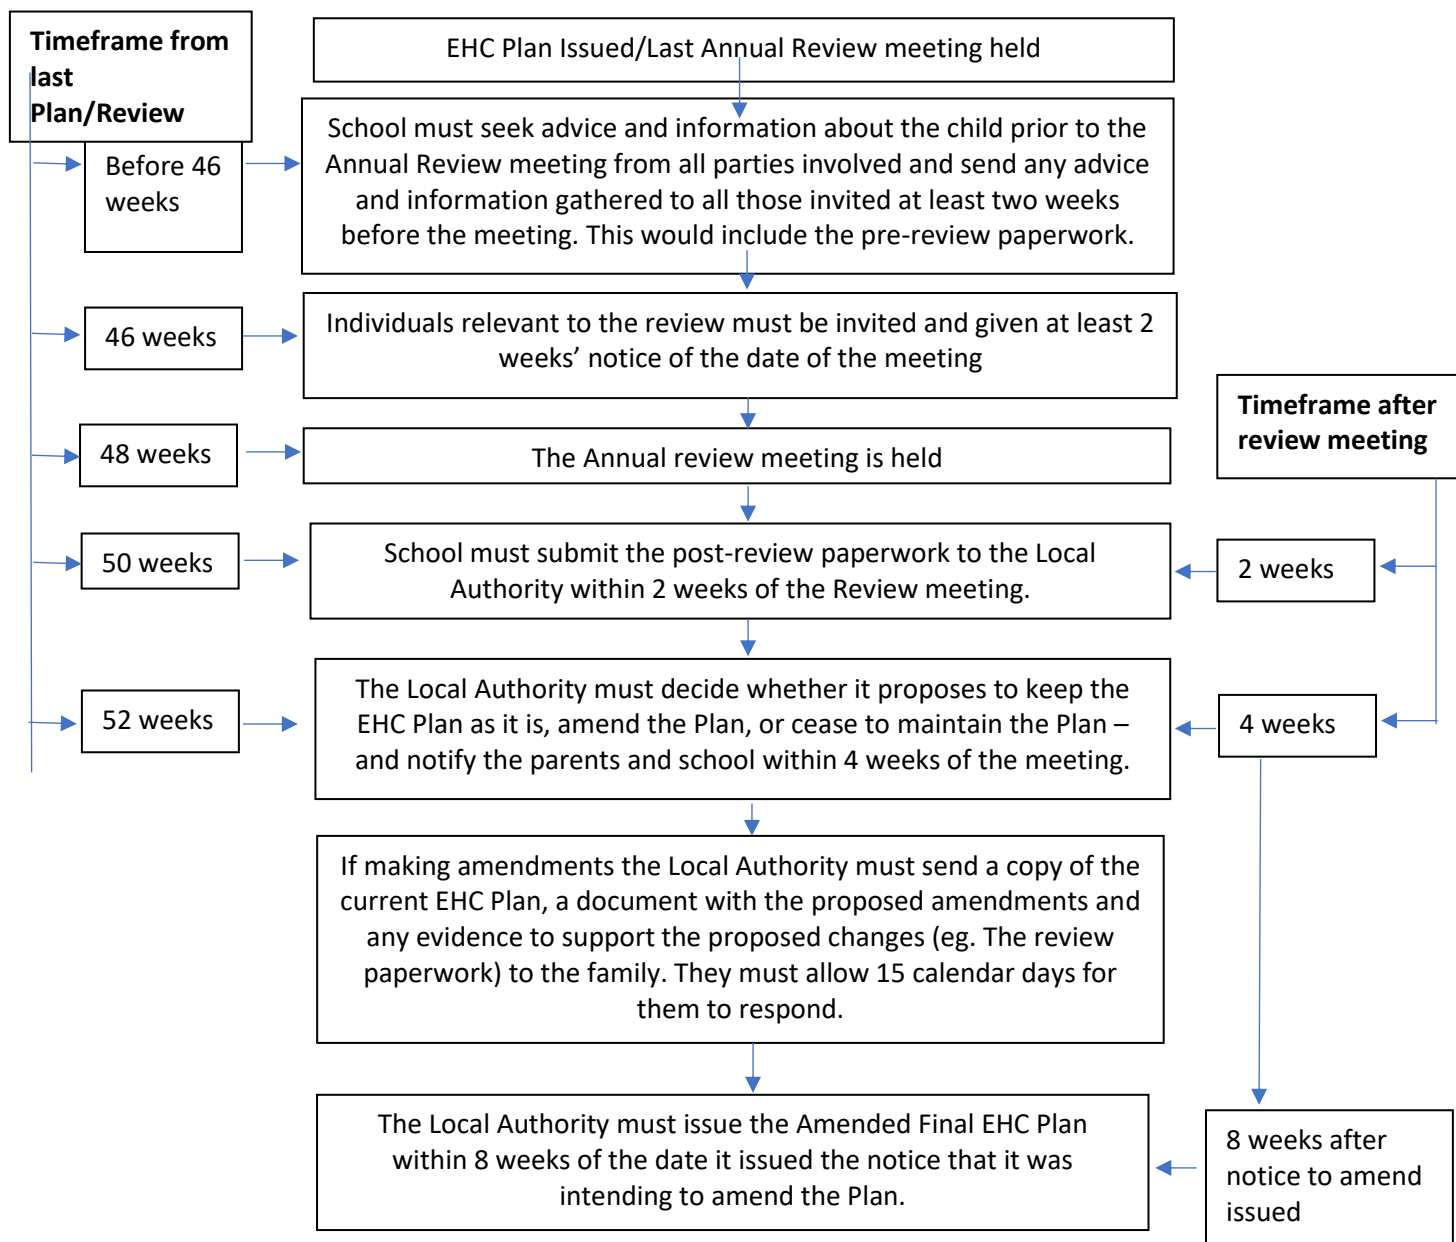 Timeframe from
last
Plan/Review
EHC Plan Issued/Last Annual Review meeting held
Before 46
weeks
School must seek advice and information about the child prior to the
Annual Review meeting from all parties involved and send any advice
and information gathered to all those invited at least two weeks
before the meeting. This would include the pre-review paperwork.
46 weeks
Individuals relevant to the review must be invited and given at least 2
weeks’ notice of the date of the meeting
Timeframe after
review meeting
48 weeks
The Annual review meeting is held
50 weeks
School must submit the post-review paperwork to the Local
Authority within 2 weeks of the Review meeting.
2 weeks
52 weeks
The Local Authority must decide whether it proposes to keep the
EHC Plan as it is, amend the Plan, or cease to maintain the Plan –
and notify the parents and school within 4 weeks of the meeting.
4 weeks
If making amendments the Local Authority must send a copy of the
current EHC Plan, a document with the proposed amendments and
any evidence to support the proposed changes (eg. The review
paperwork) to the family. They must allow 15 calendar days for
them to respond.
The Local Authority must issue the Amended Final EHC Plan
within 8 weeks of the date it issued the notice that it was
intending to amend the Plan.
8 weeks after
notice to amend
issued